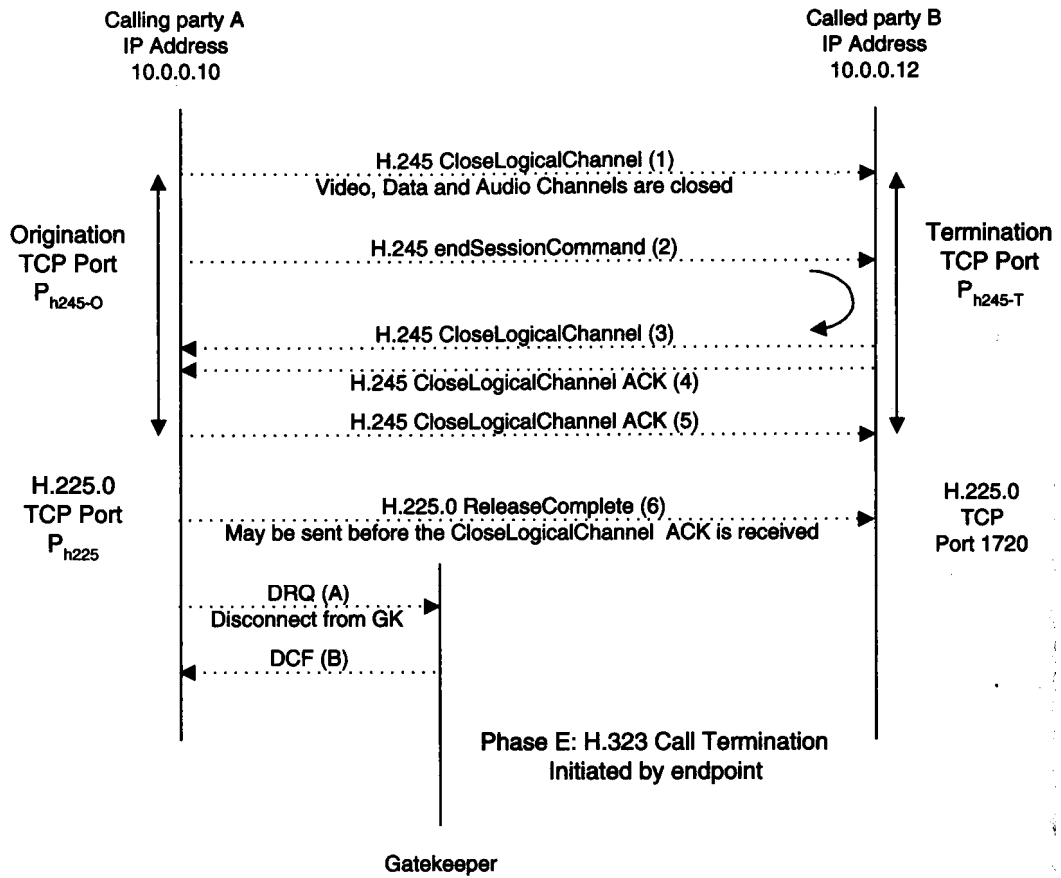 Calling party A
IP Address
10.0.0.10
Called party B
IP Address
10.0.0.12
H.245 CloseLogicalChannel (1)
Video, Data and Audio Channels are closed
Origination
TCP Port
Ph245-O
Termination
TCP Port
Ph245-T
H.245 endSessionCommand (2)
H.245 CloseLogicalChannel (3)
H.245 CloseLogicalChannel ACK (4)
H.245 CloseLogicalChannel ACK (5)
H.225.0
TCP Port
Ph225
H.225.0 ReleaseComplete (6)
May be sent before the CloseLogicalChannel ACK is received
H.225.0
TCP
Port 1720
DRQ (A)
Disconnect from GK
DCF (B)
Phase E: H.323 Call Termination
Initiated by endpoint
Gatekeeper